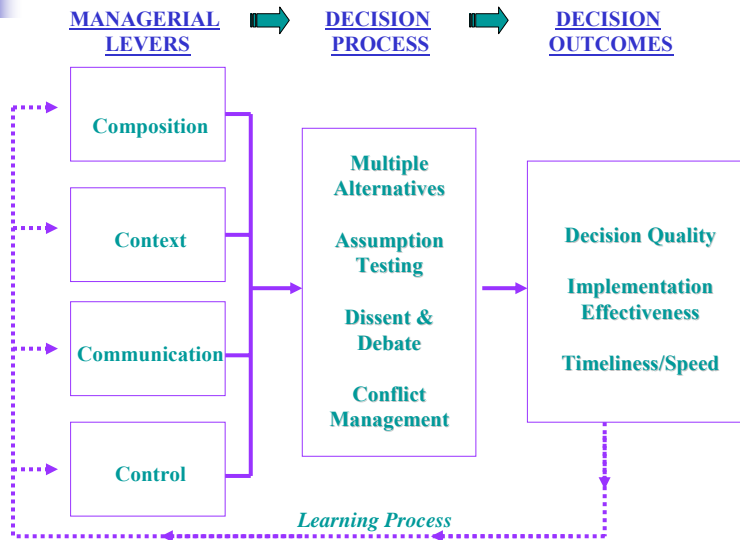 MANAGERIAL
LEVERS
DECISION
PROCESS
DECISION
OUTCOMES
Composition
Context
Communication
Control
Multiple
Alternatives
Assumption
Testing
Dissent &
Debate
Conflict
Management
Decision Quality
Implementation
Effectiveness
Timeliness/Speed
Learning Process